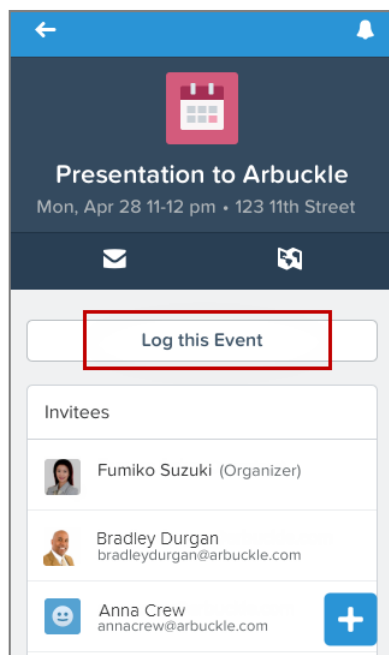 Presentation to Arbuckle
Mon, Apr 28 11-12 pm • 123 11th Street
Log this Event
Invitees
Fumiko Suzuki (Organizer)
Bradley Durgan
bradleydurgan@arbuckle.com
Anna Crew
annacrew@arbuckle.com